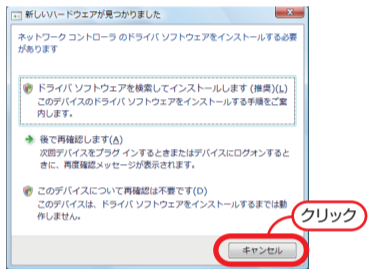 新しいハードウェアが見つかりました
ネットワーク コントローラ のドライバ ソフトウェアをインストールする必要
があります
ドライバ ソフトウェアを検索してインストールします (推奨)(L)
このデバイスのドライバ ソフトウェアをインストールする手順をご案
内します。
後で再確認します(A)
次回デバイスをプラグ インするときまたはデバイスにログオンすると
きに、再度確認メッセージが表示されます。
このデバイスについて再確認は不要です(D)
このデバイスは、ドライバ ソフトウェアをインストールするまでは動
作しません。
クリック
キャンセル